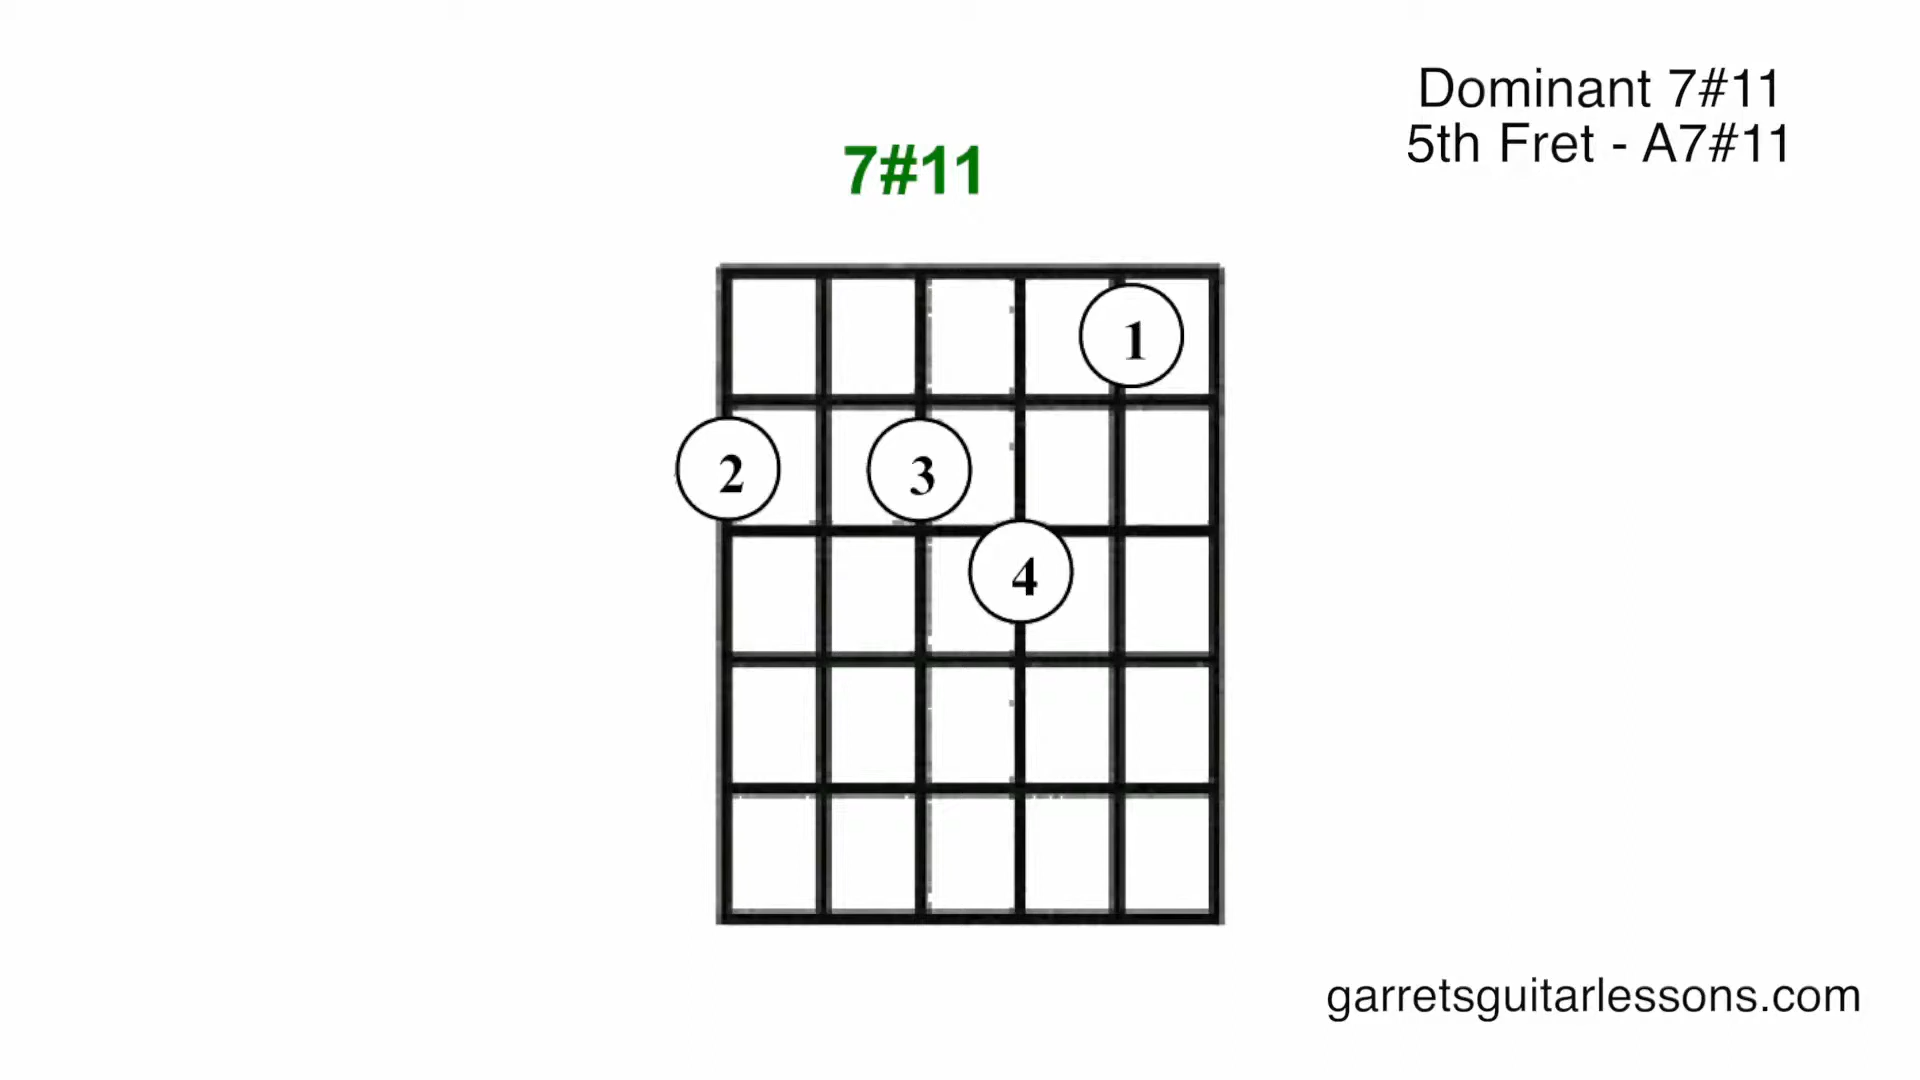 Dominant 7#11
5th Fret - A7#11
7#11
1
2 3
4
garretsguitarlessons.com